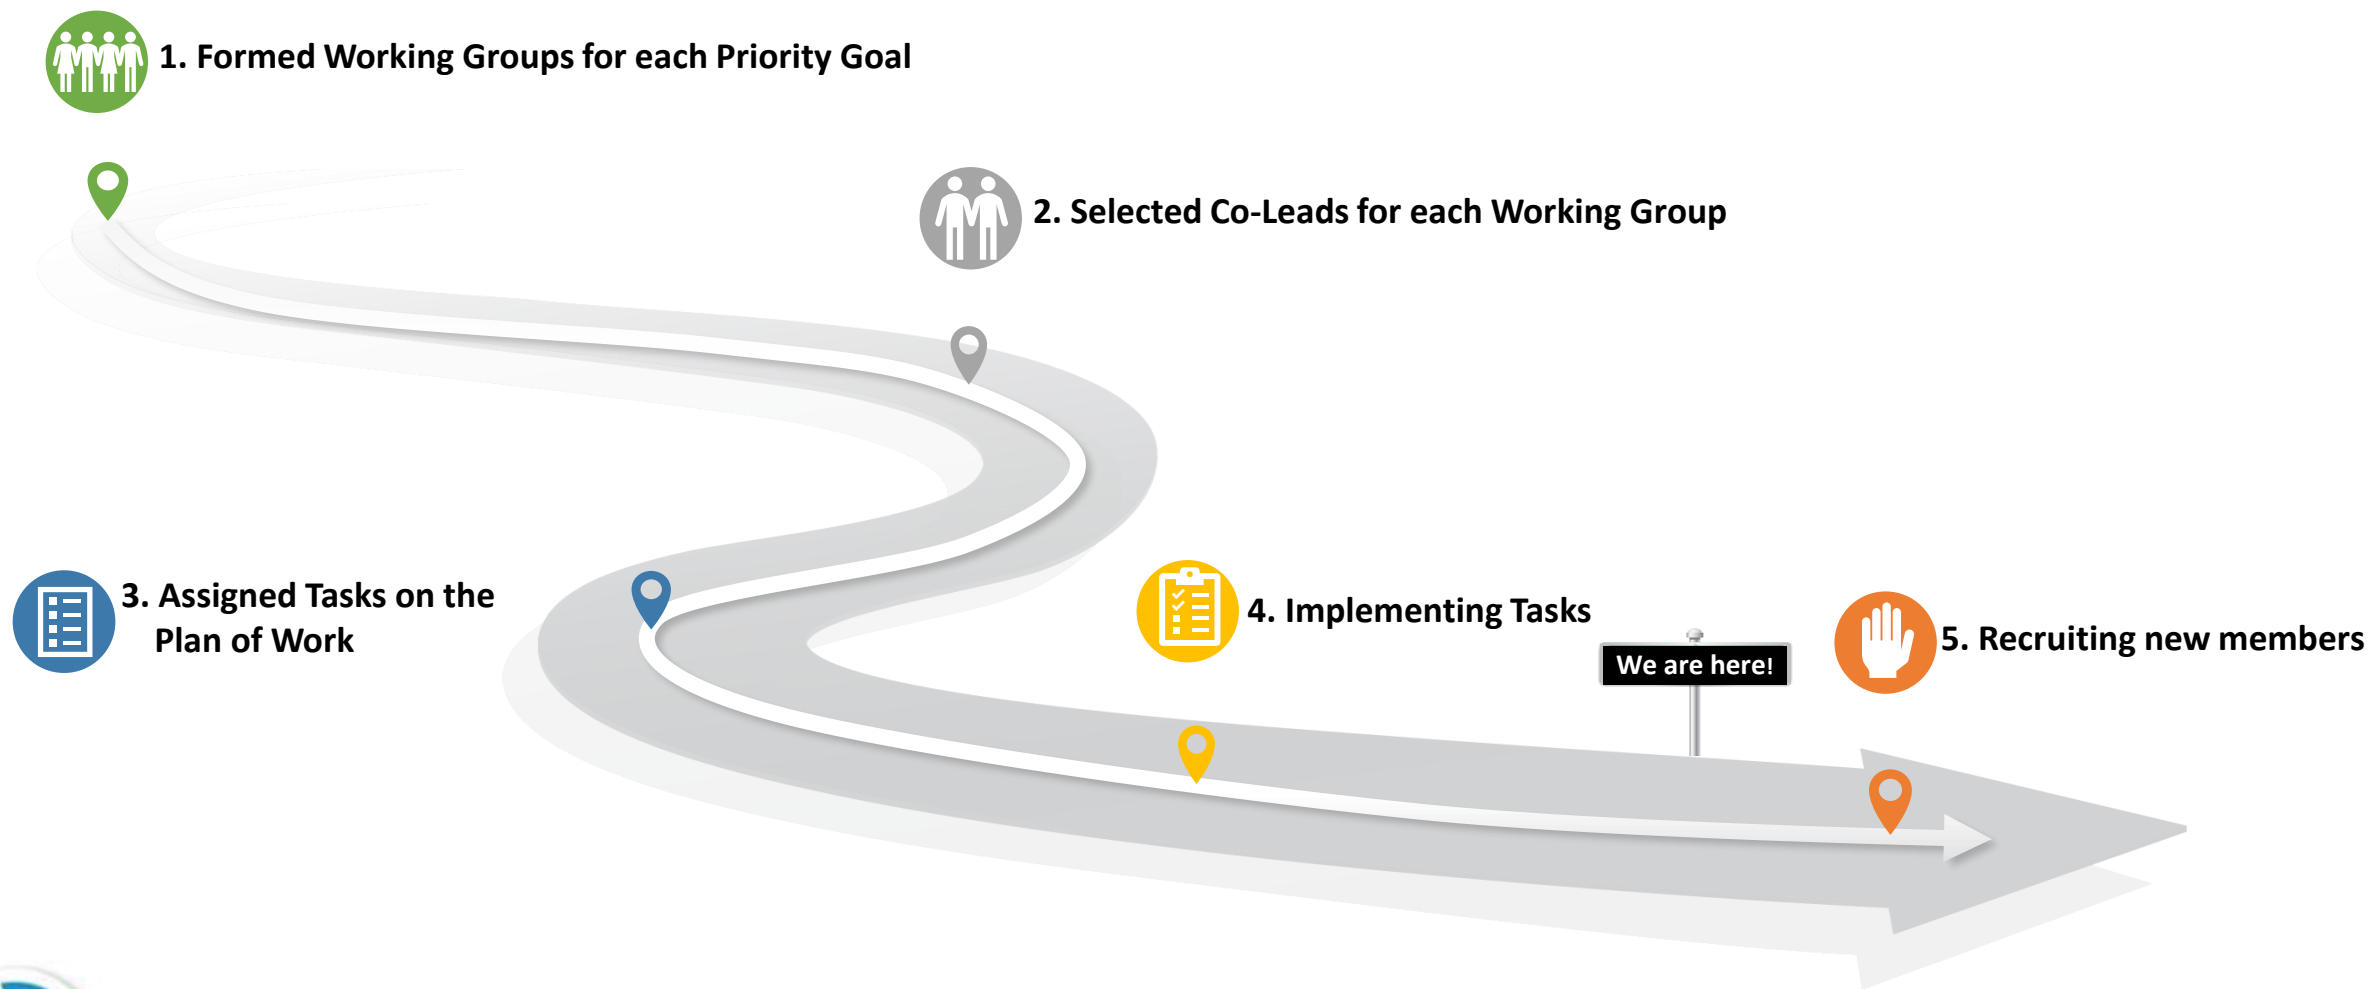 1. Formed Working Groups for each Priority Goal
2. Selected Co-Leads for each Working Group
3. Assigned Tasks on the
Plan of Work
4. Implementing Tasks
We are here!
5. Recruiting new members